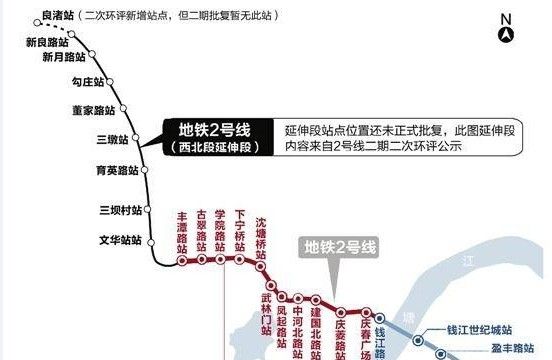 良渚站（二次环评新增站点，但二期批复暂无此站）
N
新良路站
新月路站
勾庄站
董家路站
三墩站
地铁2号线
（西北段延伸段）
延伸段站点位置还未正式批复，此图延伸段
内容来自2号线二期二次环评公示
育英路站
三坝村站
文华站站
丰潭路站
古翠路站
学院路站
下宁桥站
沈塘桥站
地铁2号线
江
塘
武林门站
凤起路站
中河北路站
建国北路站
庆菱路站
庆春广场
钱江路
钱江世纪城站
盈丰路站